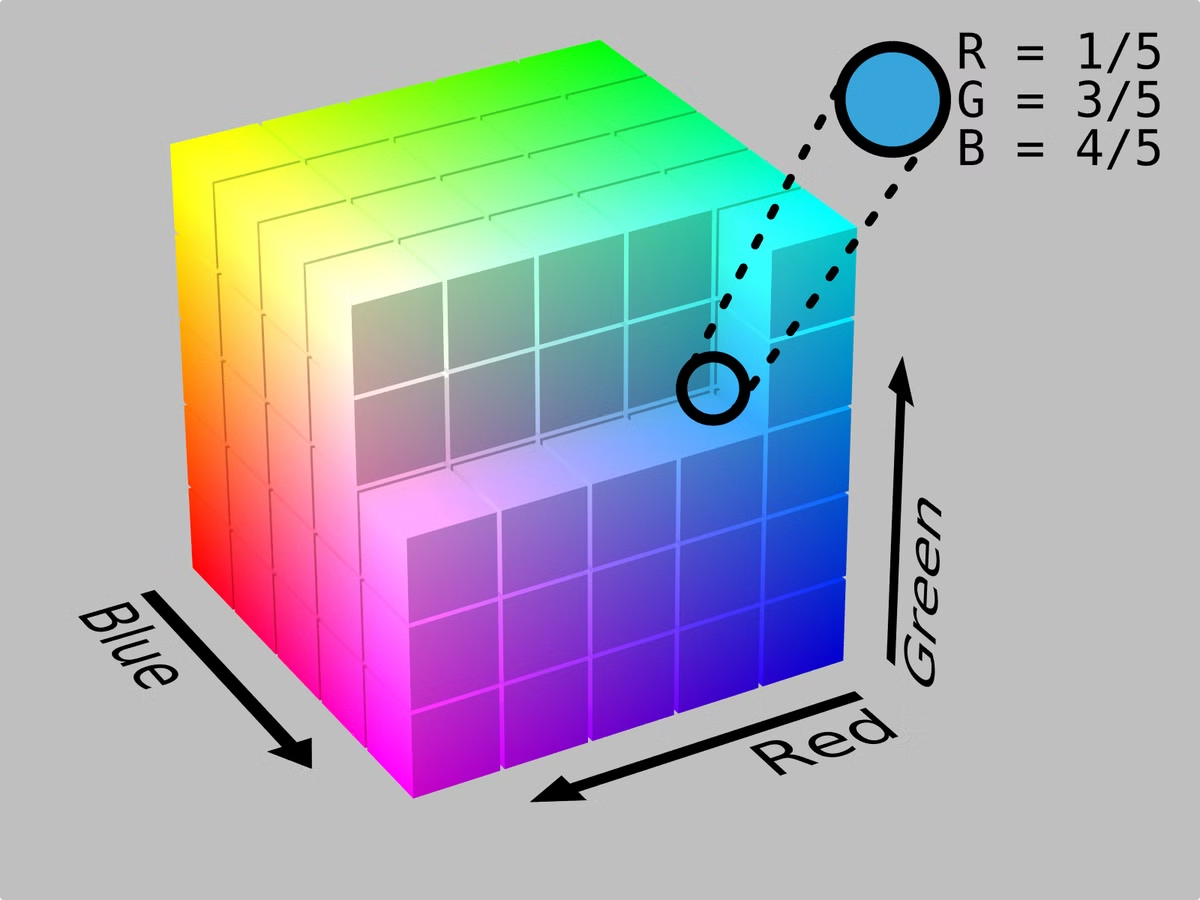 R = 1/5
G = 3/5
B = 4/5
Green
Blue
Red